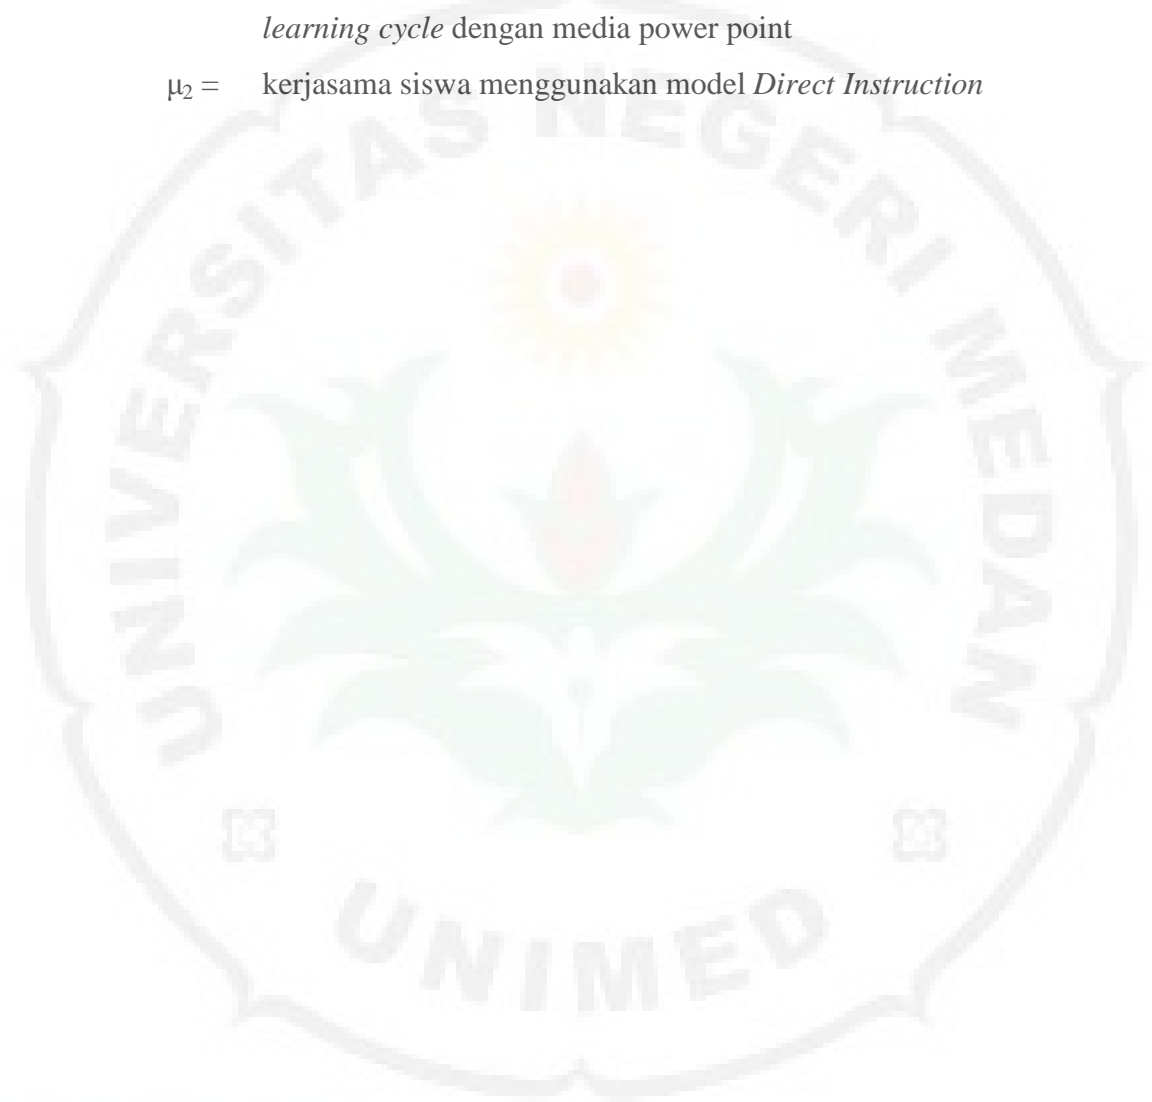 learning cycle dengan media power point
μ₂ = kerjasama siswa menggunakan model Direct Instruction
UNIVERSITAS NEGERI MEDAN
UNIMED